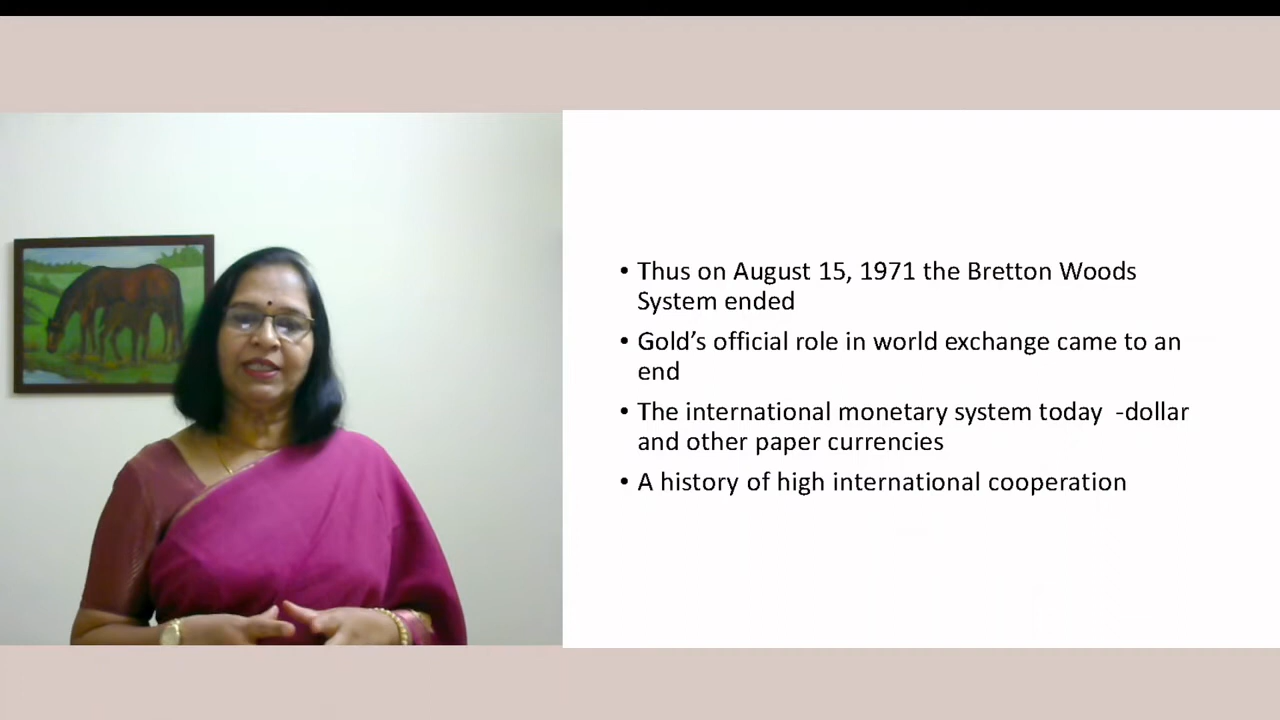 • Thus on August 15, 1971 the Bretton Woods
System ended
• Gold’s official role in world exchange came to an
end
• The international monetary system today  -dollar
and other paper currencies
• A history of high international cooperation